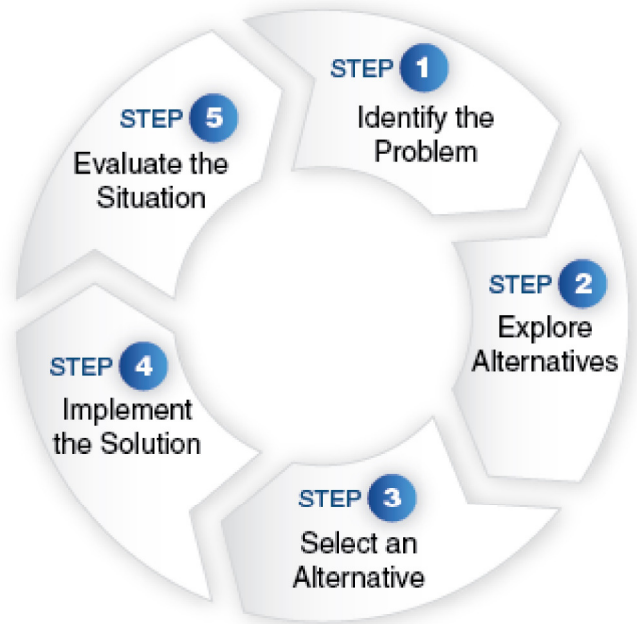 STEP 1
Identify the
Problem
STEP 2
Explore
Alternatives
STEP 3
Select an
Alternative
STEP 4
Implement
the Solution
STEP 5
Evaluate the
Situation